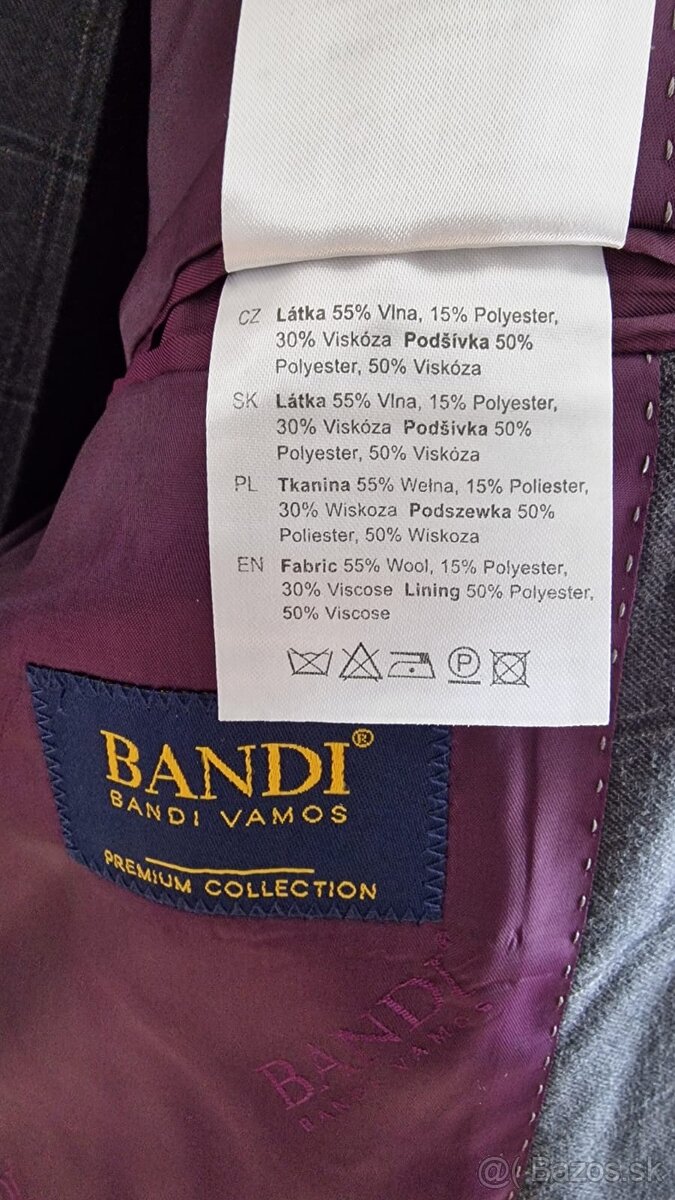 CZ Látka 55% Vlna, 15% Polyester,
30% Viskóza Podšívka 50%
Polyester, 50% Viskóza
SK Látka 55% Vlna, 15% Polyester,
30% Viskóza Podšivka 50%
Polyester, 50% Viskóza
PL Tkanina 55% Wełna, 15% Poliester,
30% Wiskoza Podszewka 50%
Poliester, 50% Wiskoza
EN Fabric 55% Wool, 15% Polyester,
30% Viscose Lining 50% Polyester,
50% Viscose
P
BANDI®
BANDI VAMOS
PREMIUM COLLECTION
BANDI
BANDI VAMOS
@ Bazos.sk